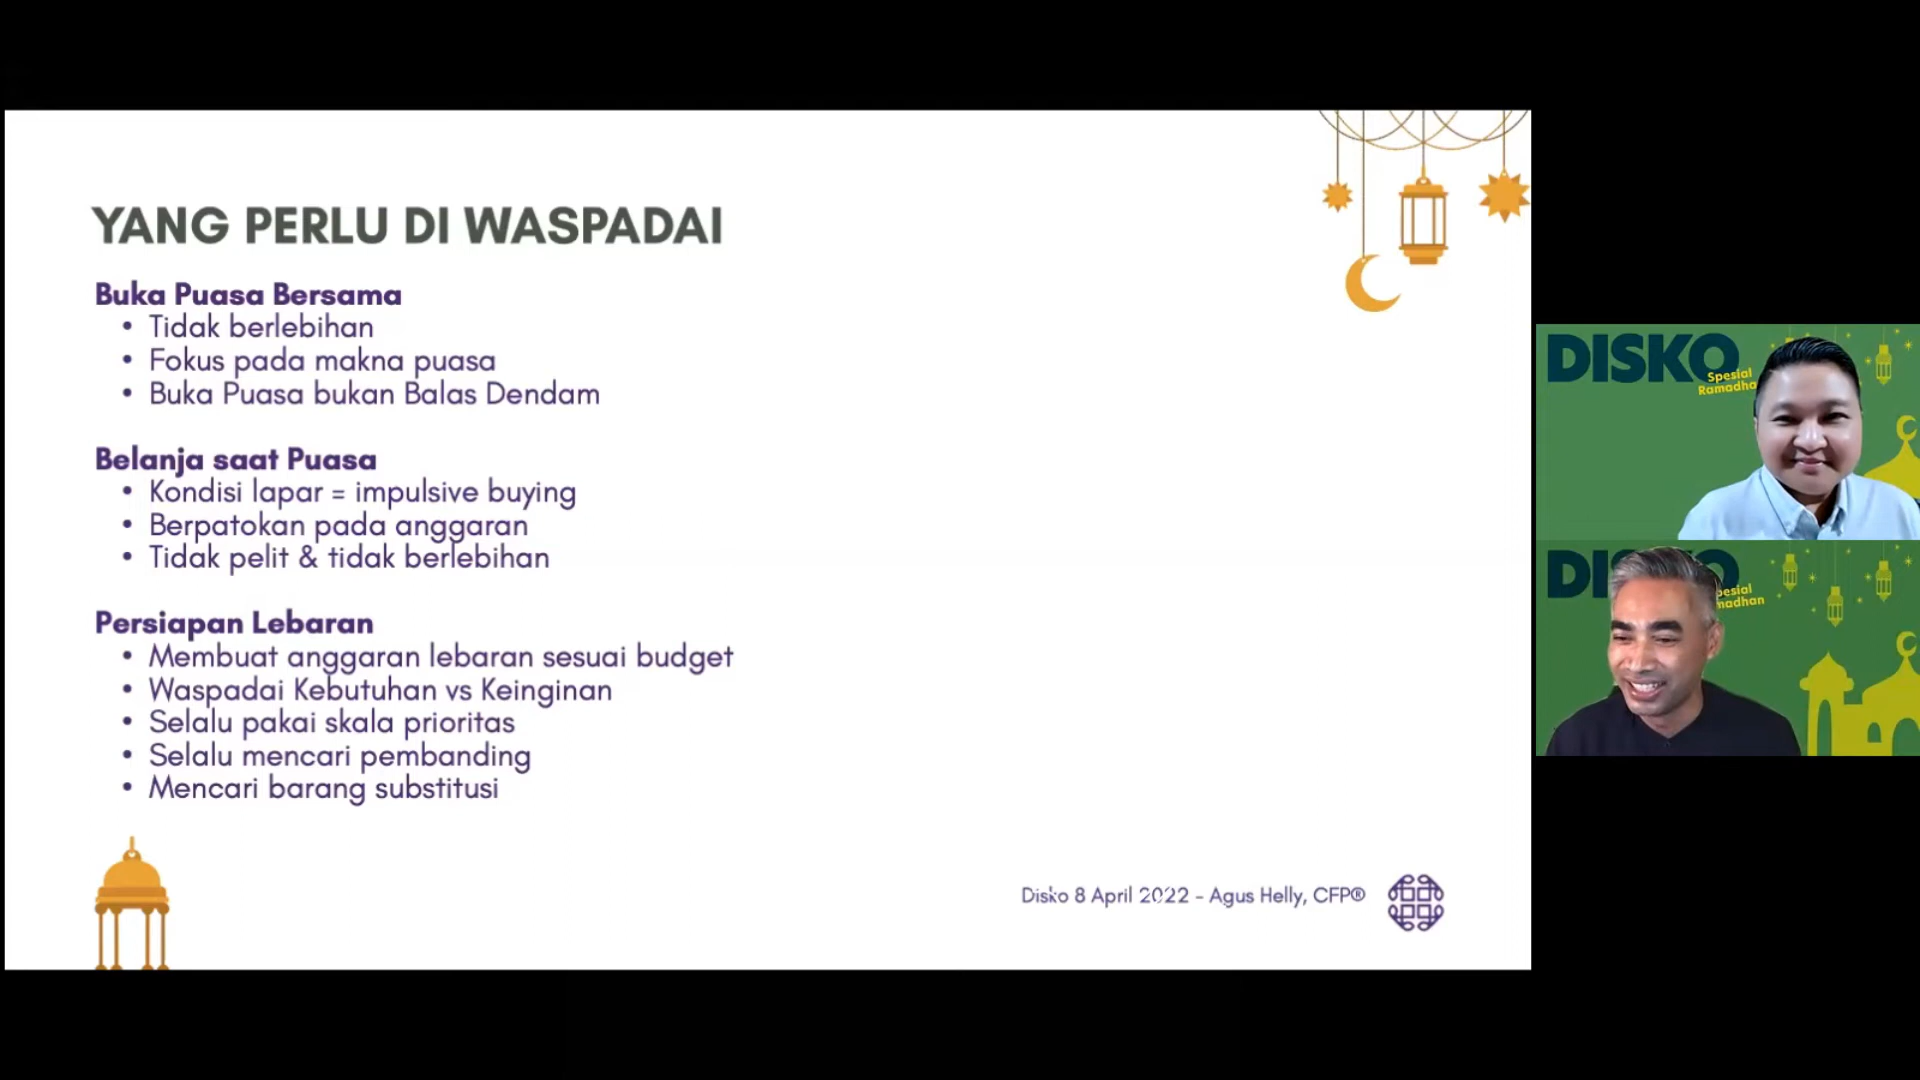 YANG PERLU DI WASPADAI
Buka Puasa Bersama
• Tidak berlebihan
• Fokus pada makna puasa
• Buka Puasa bukan Balas Dendam
Belanja saat Puasa
• Kondisi lapar = impulsive buying
• Berpatokan pada anggaran
• Tidak pelit & tidak berlebihan
Persiapan Lebaran
• Membuat anggaran lebaran sesuai budget
• Waspadai Kebutuhan vs Keinginan
• Selalu pakai skala prioritas
• Selalu mencari pembanding
• Mencari barang substitusi
Disko 8 April 2022 - Agus Helly, CFP®
DISKO
Spesial
Ramadha
DI O
pesial
madhan